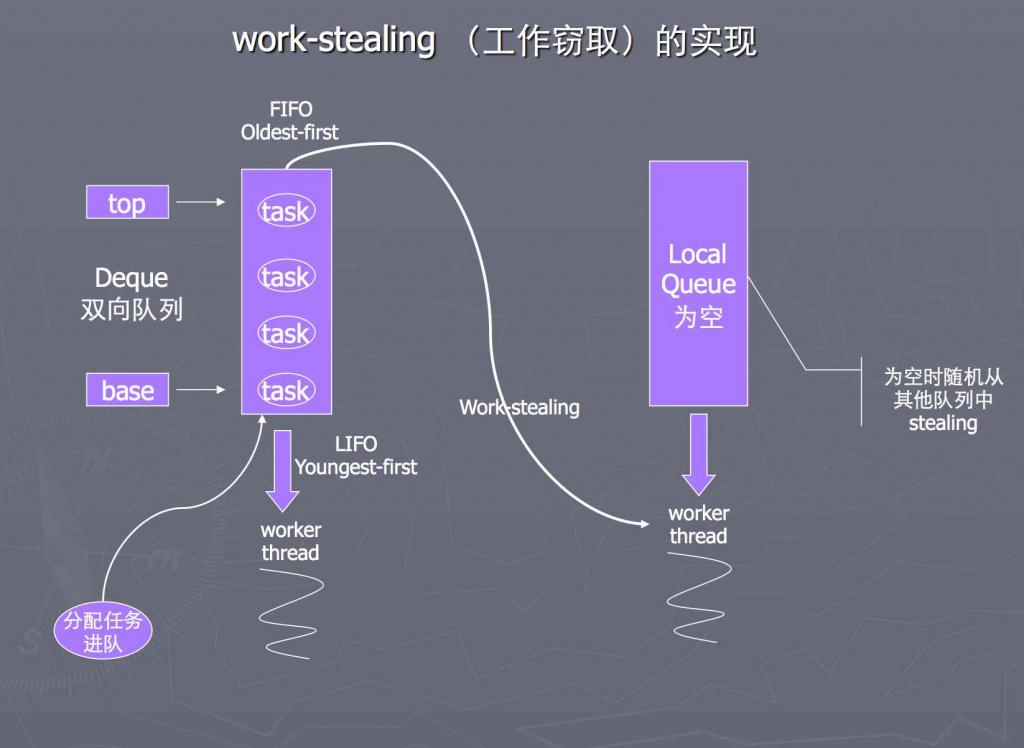 work-stealing （工作窃取）的实现
FIFO
Oldest-first
top
task
task
task
task
Deque
双向队列
base
LIFO
Youngest-first
worker
thread
分配任务
进队
Work-stealing
Local
Queue
为空
worker
thread
为空时随机从
其他队列中
stealing
N
m
S